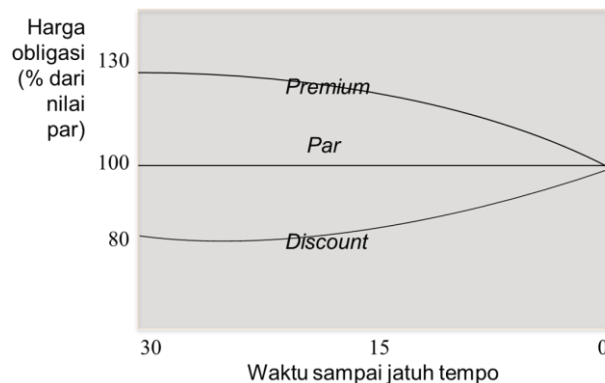 Harga
obligasi
(% dari
nilai
par)
130
100
80
Premium
Par
Discount
30
15
0
Waktu sampai jatuh tempo